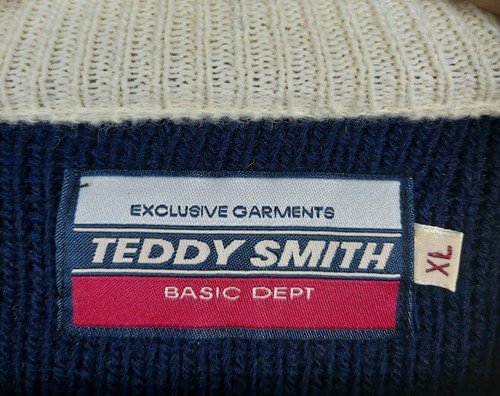 EXCLUSIVE GARMENTS
TEDDY SMITH
BASIC DEPT
XL